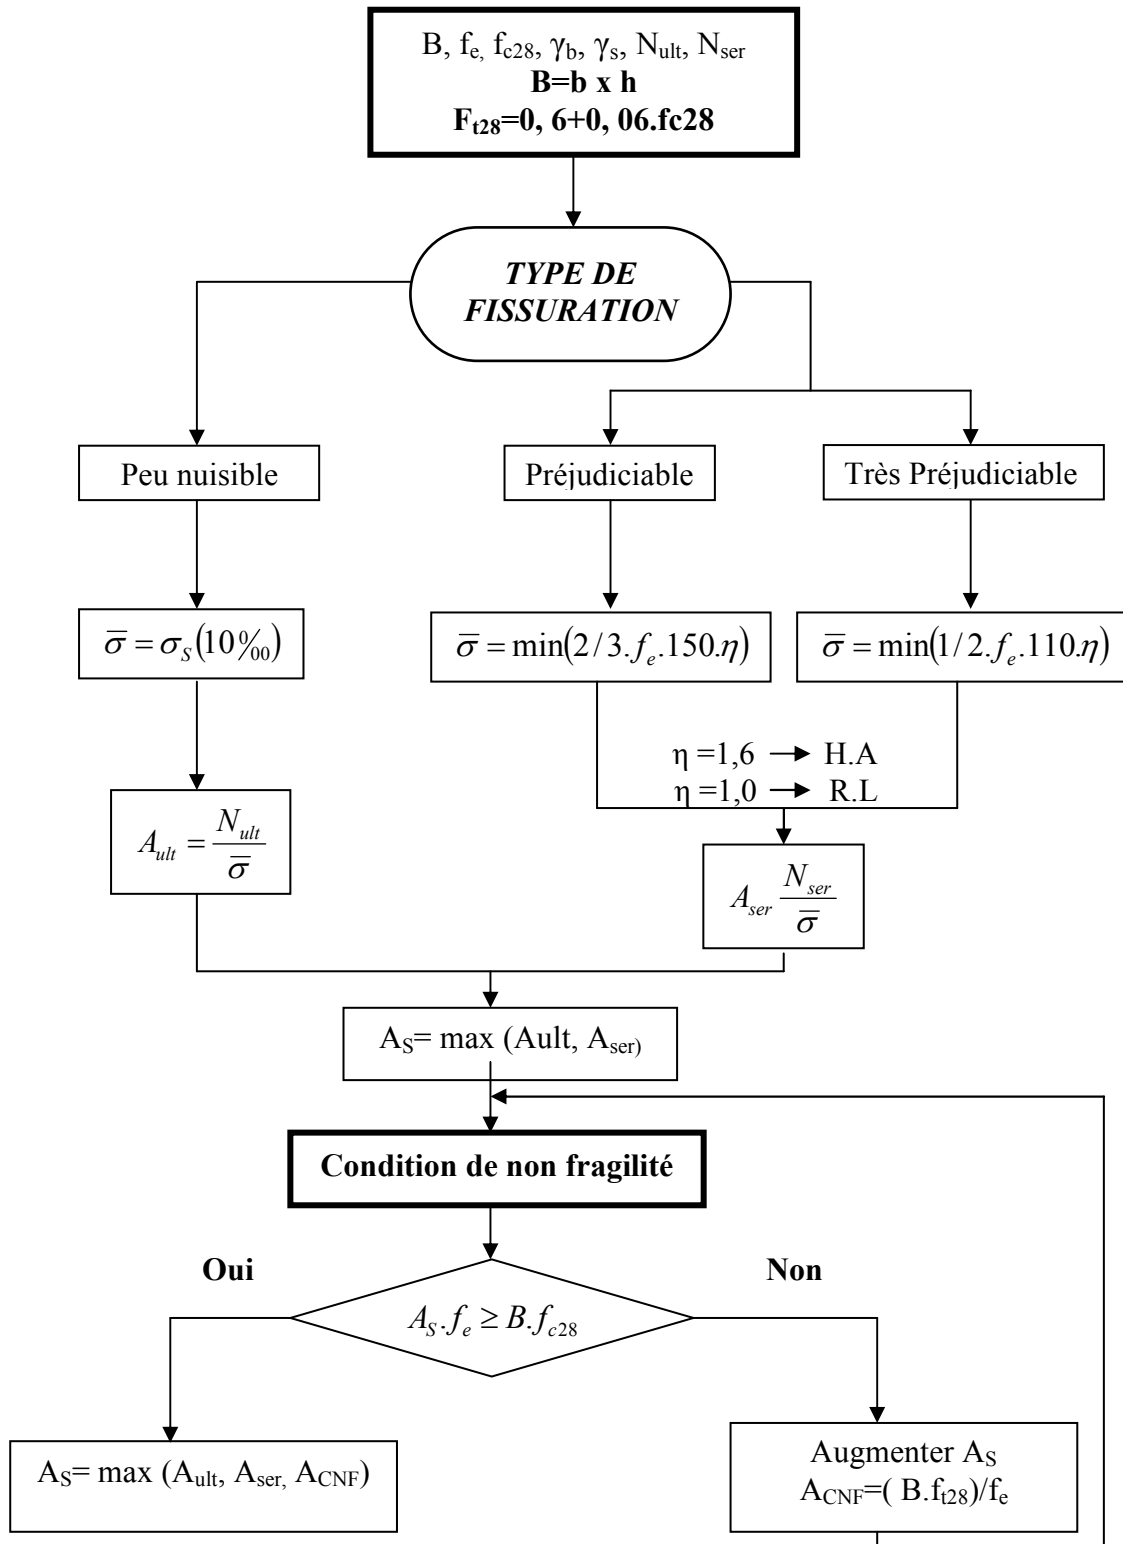 B, fe, fc28, γb, γs, Nult, Nser
B=b x h
Ft28=0, 6+0, 06.fc28
TYPE DE
FISSURATION
Peu nuisible
Préjudiciable
Très Préjudiciable
σ̅ = σS(10‰)
σ̅ = min(2/3.fe.150.η)
σ̅ = min(1/2.fe.110.η)
η =1,6 → H.A
η =1,0 → R.L
Ault = Nult / σ̅
Aser Nser / σ̅
AS= max (Ault, Aser)
Condition de non fragilité
Oui
Non
AS.fe ≥ B.fc28
AS= max (Ault, Aser, ACNF)
Augmenter AS
ACNF=( B.ft28)/fe